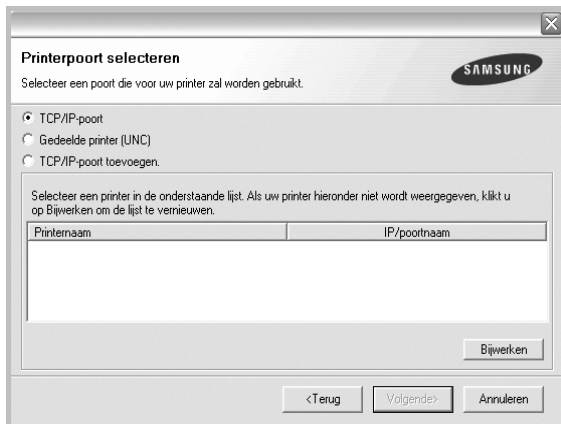 Printerpoort selecteren
Selecteer een poort die voor uw printer zal worden gebruikt.
SAMSUNG
TCP/IP-poort
Gedeelde printer (UNC)
TCP/IP-poort toevoegen.
Selecteer een printer in de onderstaande lijst. Als uw printer hieronder niet wordt weergegeven, klikt u
op Bijwerken om de lijst te vernieuwen.
Printernaam IP/poortnaam
Bijwerken
<Terug Volgende> Annuleren